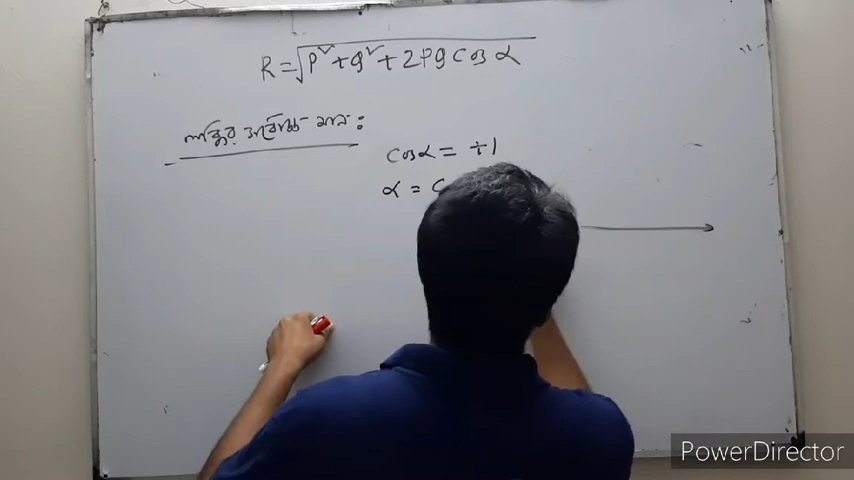 R = √P² + Q² + 2PQ cos α
লব্ধির সর্বোচ্চ মান :
cos α = +1
α = c
PowerDirector